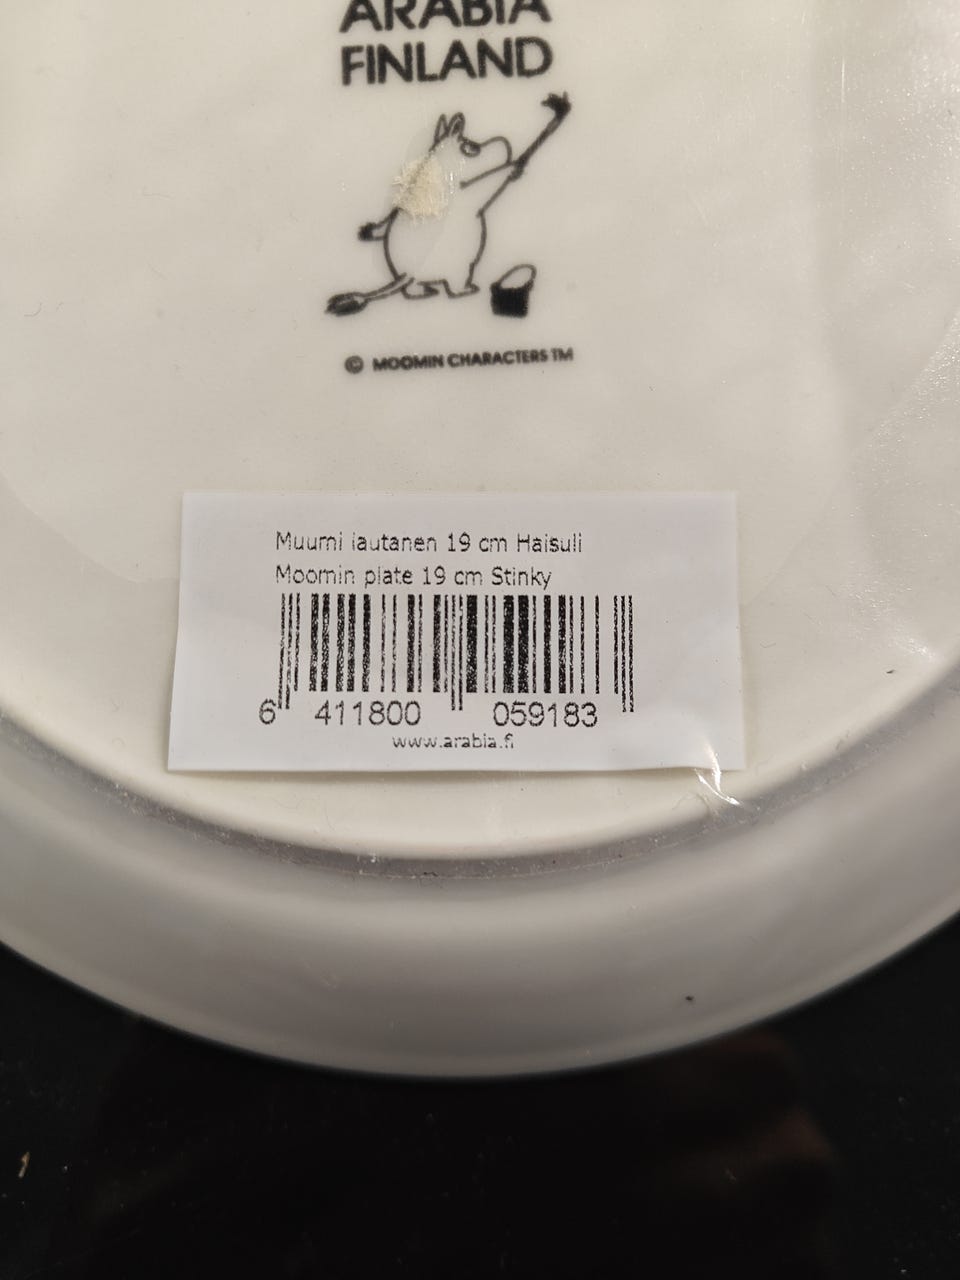 ARABIA
FINLAND
© MOOMIN CHARACTERS TM
Muumi lautanen 19 cm Haisuli
Moomin plate 19 cm Stinky
6 411800 059183
www.arabia.fi